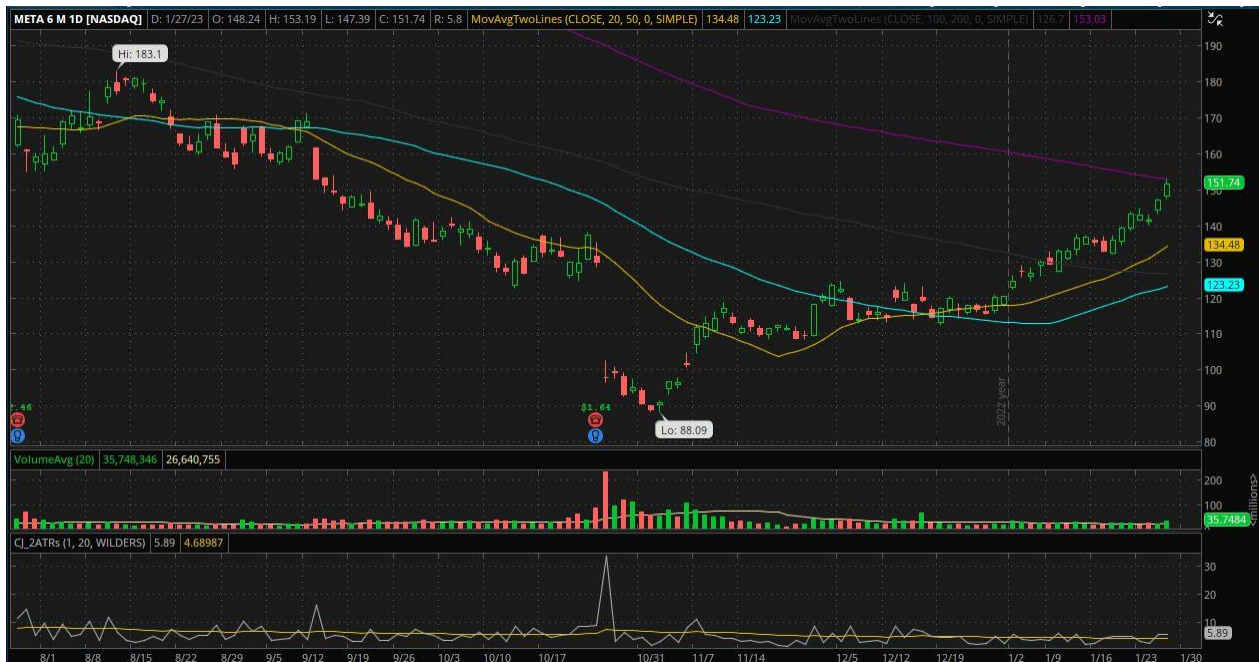 META 6 M 1D [NASDAQ] D: 1/27/23 O: 148.24 H: 153.19 L: 147.39 C: 151.74 R: 5.8 MovAvgTwoLines (CLOSE, 20, 50, 0, SIMPLE) 134.48 123.23 MovAvgTwoLines (CLOSE, 100, 200, 0, SIMPLE) 126.7 153.03
Hi: 183.1
190
180
170
160
151.74
150
140
134.48
130
123.23
120
110
100
90
80
2022 year
$1.64
Lo: 88.09
VolumeAvg (20) 35,748,346 26,640,755
200
100
35.7484
<millions>
CJ_2ATRs (1, 20, WILDERS) 5.89 4.68987
30
20
10
5.89
8/1 8/8 8/15 8/22 8/29 9/5 9/12 9/19 9/26 10/3 10/10 10/17 10/31 11/7 11/14 12/5 12/12 12/19 1/2 1/9 1/16 1/23 1/30